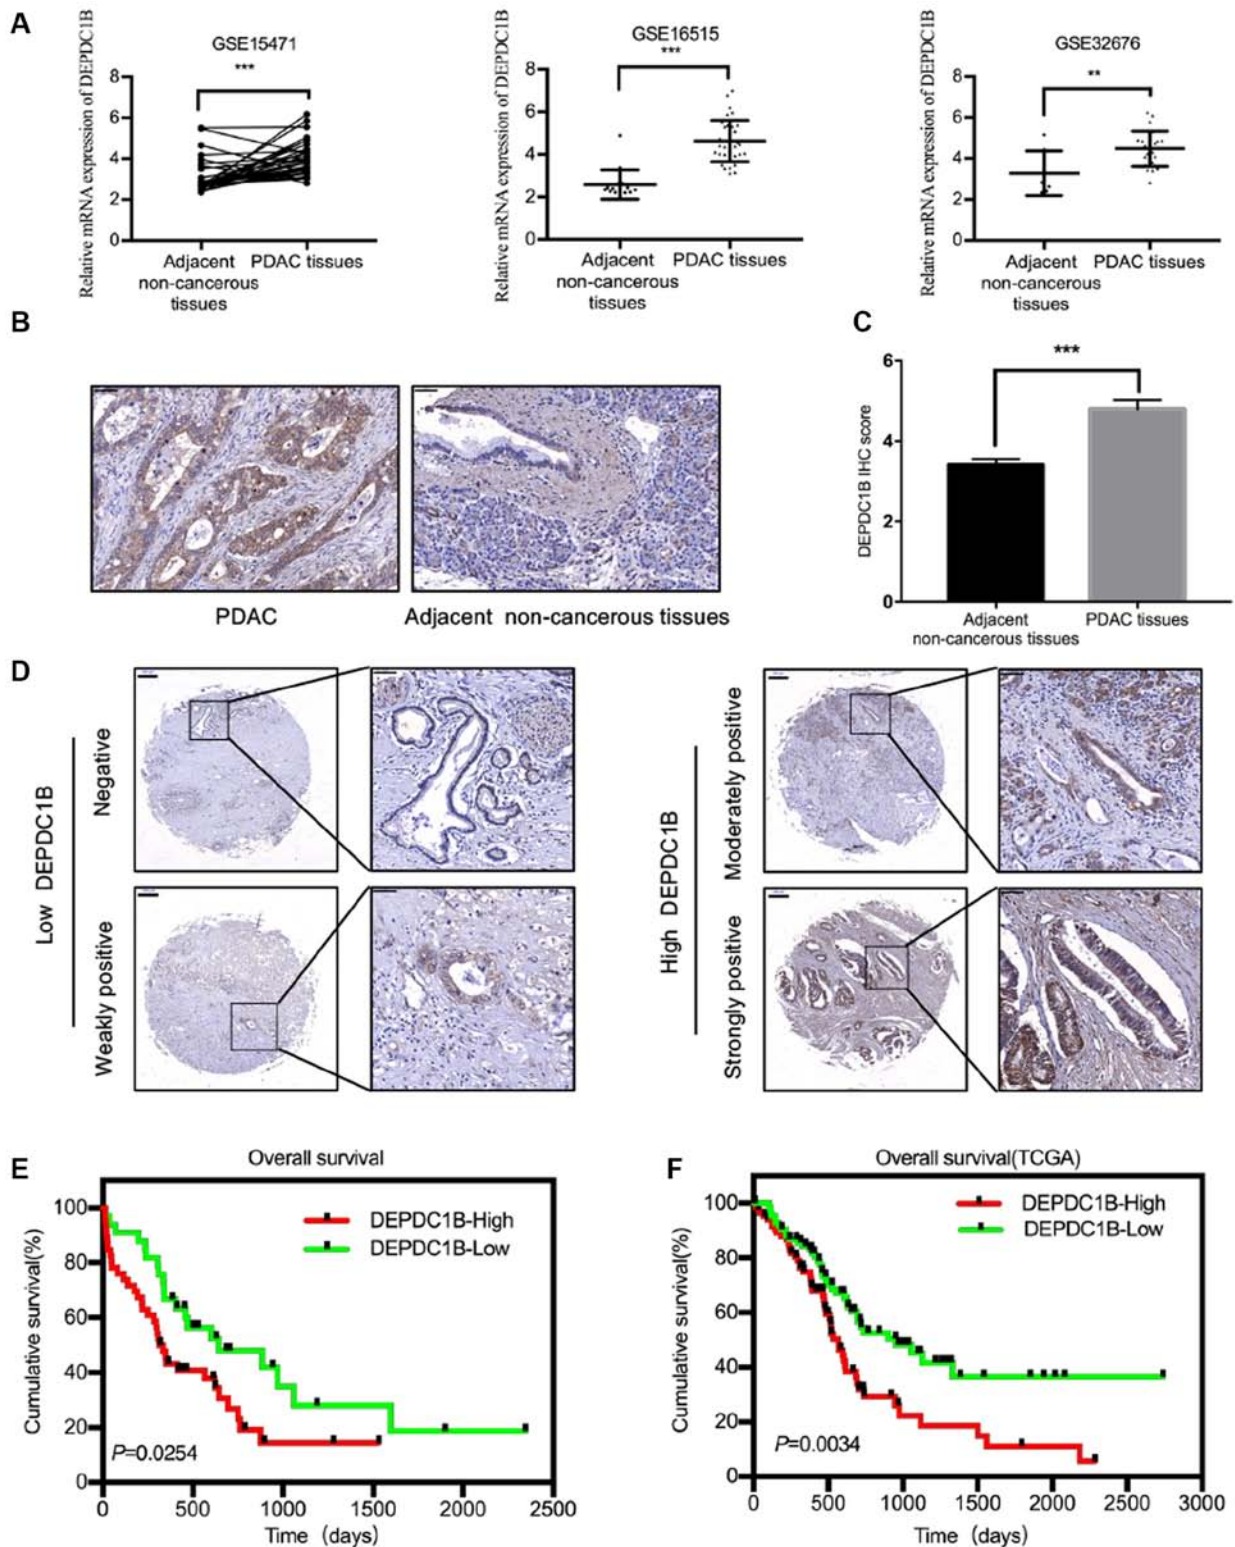 A
Relative mRNA expression of DEPDC1B
GSE15471
***
8
6
4
2
0
Adjacent
non-cancerous
tissues
PDAC tissues
Relative mRNA expression of DEPDC1B
GSE16515
***
8
6
4
2
0
Adjacent
non-cancerous
tissues
PDAC tissues
Relative mRNA expression of DEPDC1B
GSE32676
**
8
6
4
2
0
Adjacent
non-cancerous
tissues
PDAC tissues
B
PDAC
Adjacent non-cancerous tissues
C
DEPDC1B IHC score
***
6
4
2
0
Adjacent
non-cancerous tissues
PDAC tissues
D
Low DEPDC1B
Negative
Weakly positive
High DEPDC1B
Moderately positive
Strongly positive
E
Overall survival
Cumulative survival(%)
100
80
60
40
20
0
DEPDC1B-High
DEPDC1B-Low
P=0.0254
0 500 1000 1500 2000 2500
Time (days)
F
Overall survival(TCGA)
Cumulative survival(%)
100
80
60
40
20
0
DEPDC1B-High
DEPDC1B-Low
P=0.0034
0 500 1000 1500 2000 2500 3000
Time (days)